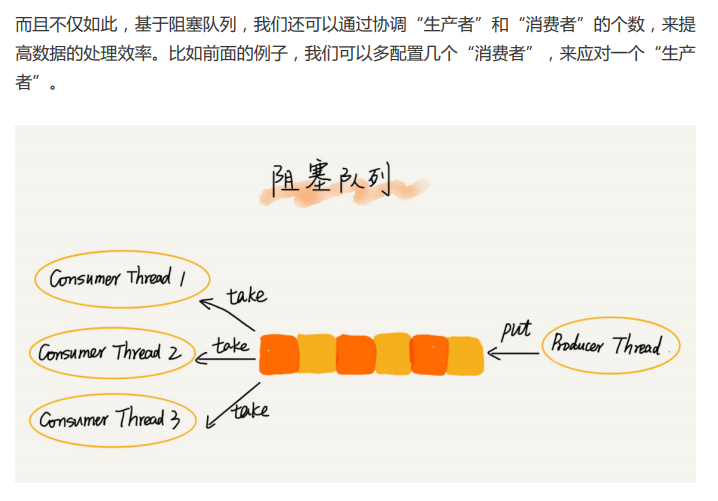 而且不仅如此，基于阻塞队列，我们还可以通过协调“生产者”和“消费者”的个数，来提
高数据的处理效率。比如前面的例子，我们可以多配置几个“消费者”，来应对一个“生产
者”。
阻塞队列
Consumer Thread 1
take
put
Producer Thread
Consumer Thread 2
take
Consumer Thread 3
take